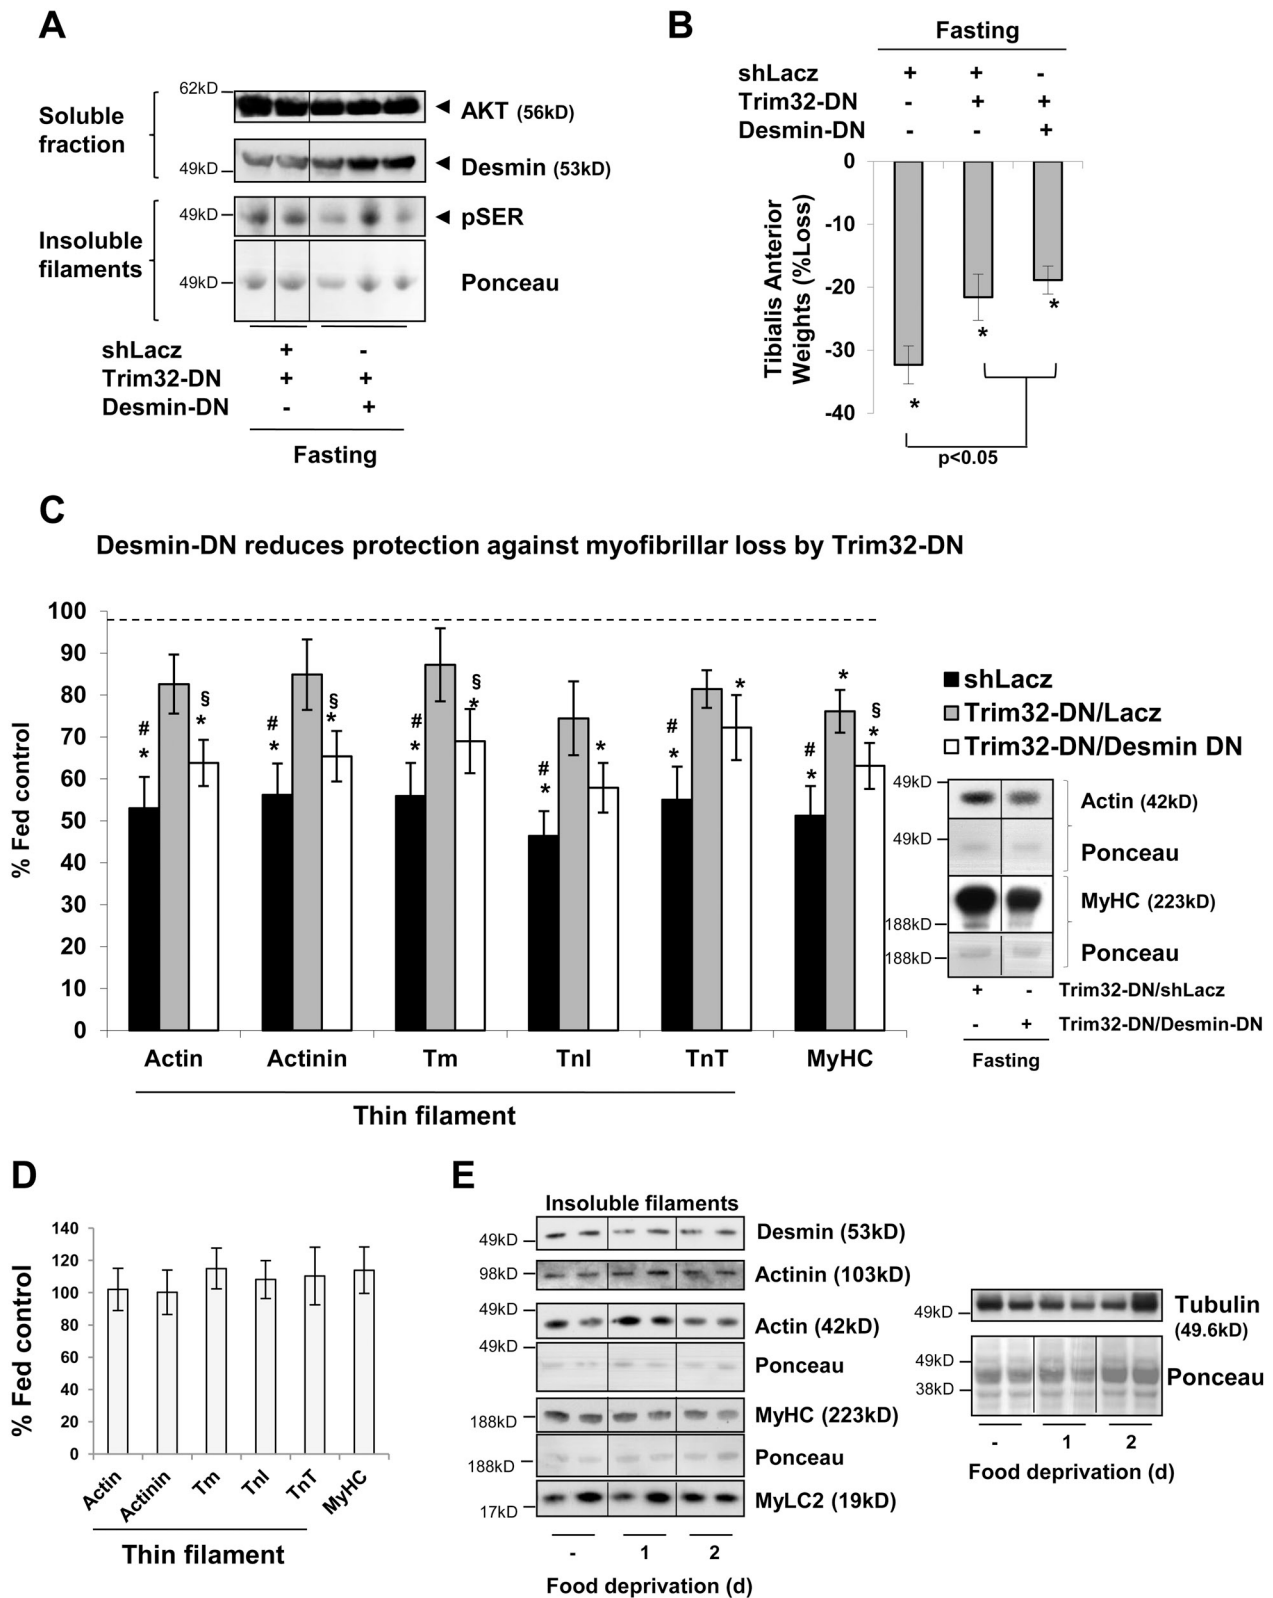 A
Soluble
fraction
62kD
AKT (56kD)
49kD
Desmin (53kD)
Insoluble
filaments
49kD
pSER
49kD
Ponceau
shLacz + -
Trim32-DN + +
Desmin-DN - +
Fasting
B
Fasting
shLacz + + -
Trim32-DN - + +
Desmin-DN - - +
Tibialis Anterior
Weights (%Loss)
0
-10
-20
-30
-40
*
*
*
p<0.05
C
Desmin-DN reduces protection against myofibrillar loss by Trim32-DN
% Fed control
100
90
80
70
60
50
40
30
20
10
0
# § # § # § # * # * §
* * * * * * * * * * *
Actin Actinin Tm TnI TnT MyHC
Thin filament
shLacz
Trim32-DN/Lacz
Trim32-DN/Desmin DN
49kD
Actin (42kD)
49kD
Ponceau
MyHC (223kD)
188kD
188kD
Ponceau
+ - Trim32-DN/shLacz
- + Trim32-DN/Desmin-DN
Fasting
D
% Fed control
140
120
100
80
60
40
20
0
Actin Actinin Tm TnI TnT MyHC
Thin filament
E
Insoluble filaments
49kD
Desmin (53kD)
98kD
Actinin (103kD)
49kD
Actin (42kD)
49kD
Ponceau
188kD
MyHC (223kD)
188kD
Ponceau
17kD
MyLC2 (19kD)
- 1 2
Food deprivation (d)
49kD
Tubulin
(49.6kD)
49kD
38kD
Ponceau
- 1 2
Food deprivation (d)